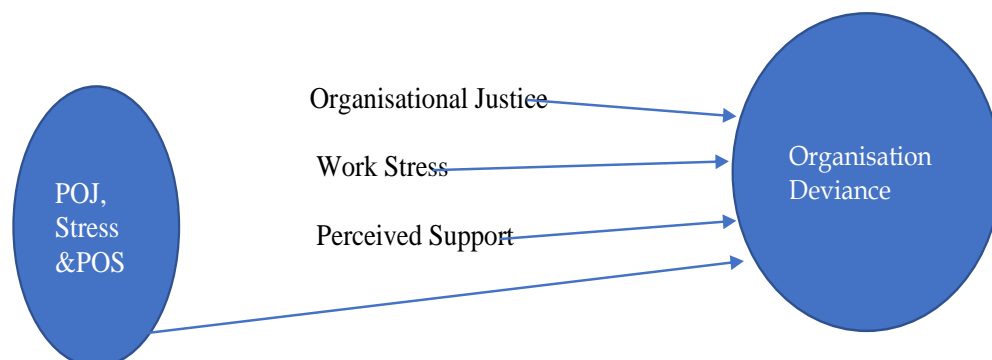 POJ,
Stress
&POS
Organisational Justice
Work Stress
Perceived Support
Organisation
Deviance